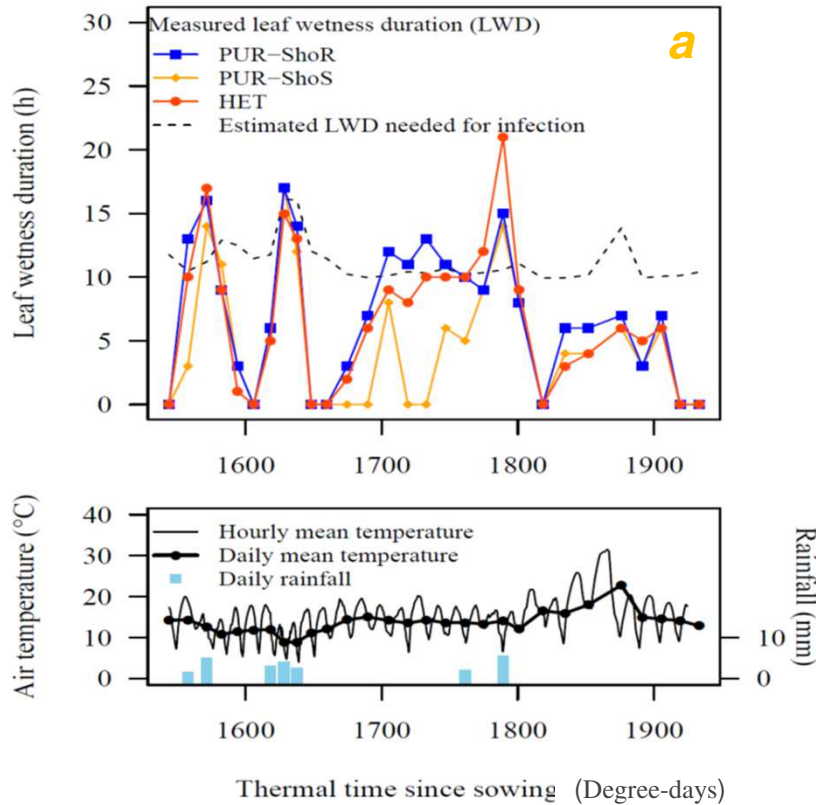 Measured leaf wetness duration (LWD)
a
PUR−ShoR
PUR−ShoS
HET
Estimated LWD needed for infection
Leaf wetness duration (h)
30
25
20
15
10
5
0
1600 1700 1800 1900
Hourly mean temperature
Daily mean temperature
Daily rainfall
Air temperature (°C)
40
30
20
10
0
Rainfall (mm)
10
0
1600 1700 1800 1900
Thermal time since sowing (Degree-days)